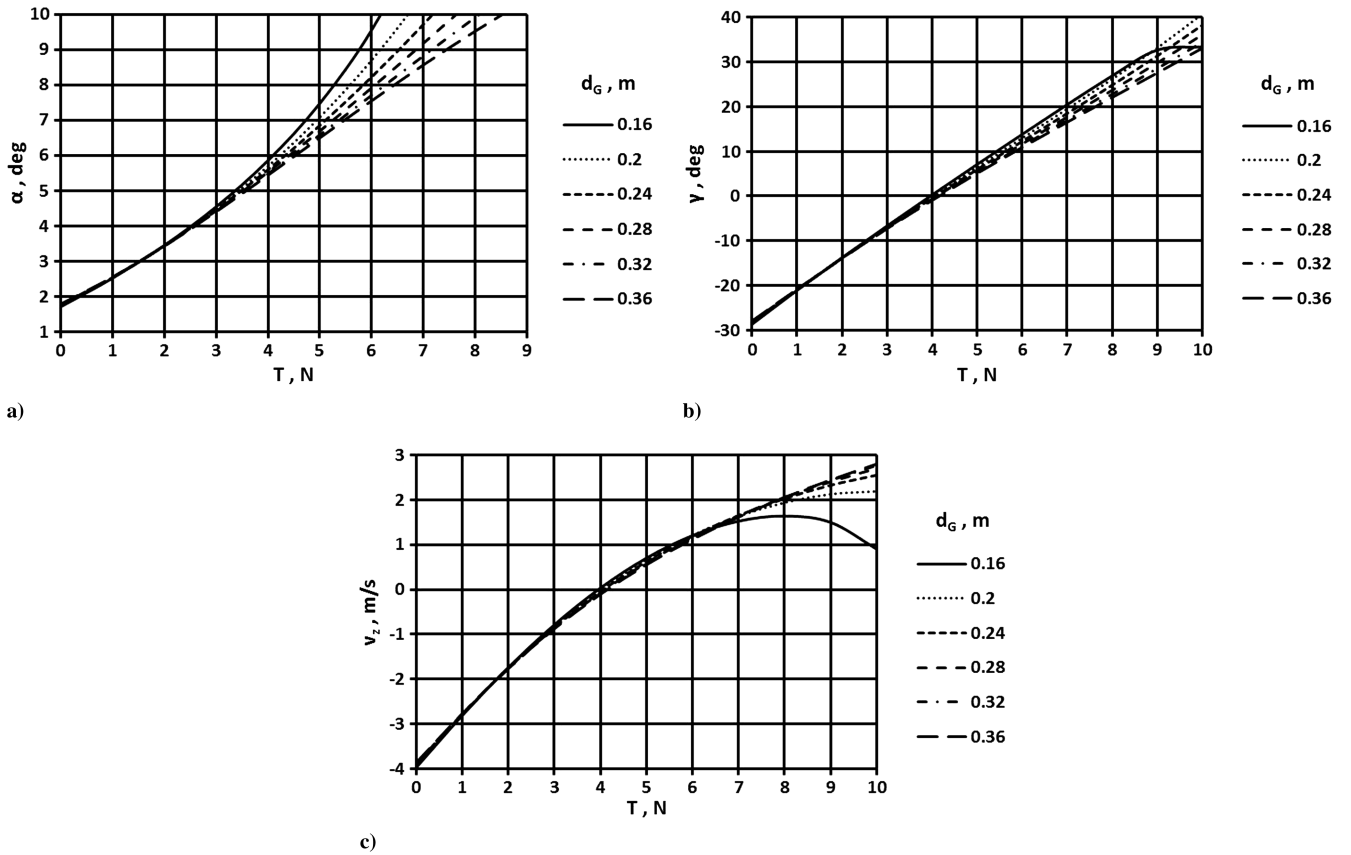 α , deg
10
9
8
7
6
5
4
3
2
1
0 1 2 3 4 5 6 7 8 9
T , N
d_G , m
0.16
0.2
0.24
0.28
0.32
0.36
a)
γ , deg
40
30
20
10
0
-10
-20
-30
0 1 2 3 4 5 6 7 8 9 10
T , N
d_G , m
0.16
0.2
0.24
0.28
0.32
0.36
b)
v_z , m/s
3
2
1
0
-1
-2
-3
-4
0 1 2 3 4 5 6 7 8 9 10
T , N
d_G , m
0.16
0.2
0.24
0.28
0.32
0.36
c)